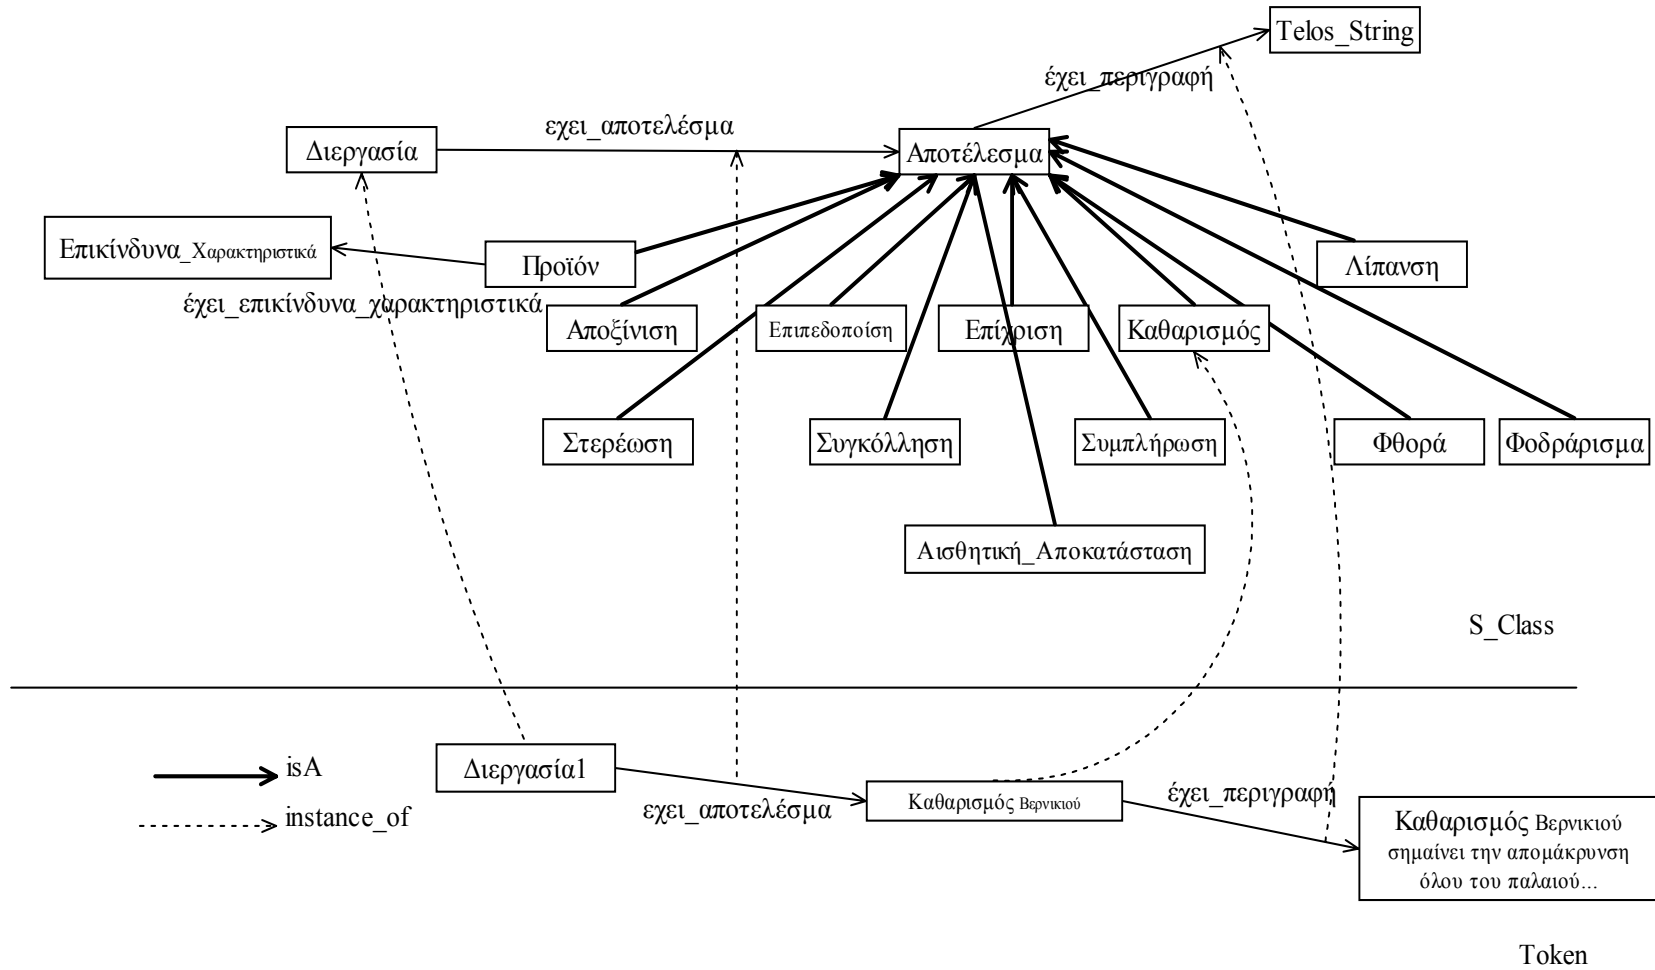 Telos_String
έχει_περιγραφή
εχει_αποτελέσμα
Διεργασία
Αποτέλεσμα
Επικίνδυνα_Χαρακτηριστικά
Προϊόν
Λίπανση
έχει_επικίνδυνα_χαρακτηριστικά
Αποξίνιση
Επιπεδοποίση
Επίχριση
Καθαρισμός
Στερέωση
Συγκόλληση
Συμπλήρωση
Φθορά
Φοδράρισμα
Αισθητική_Αποκατάσταση
S_Class
isA
instance_of
Διεργασία1
εχει_αποτελέσμα
Καθαρισμός Βερνικιού
έχει_περιγραφή
Καθαρισμός Βερνικιού
σημαίνει την απομάκρυνση
όλου του παλαιού...
Token